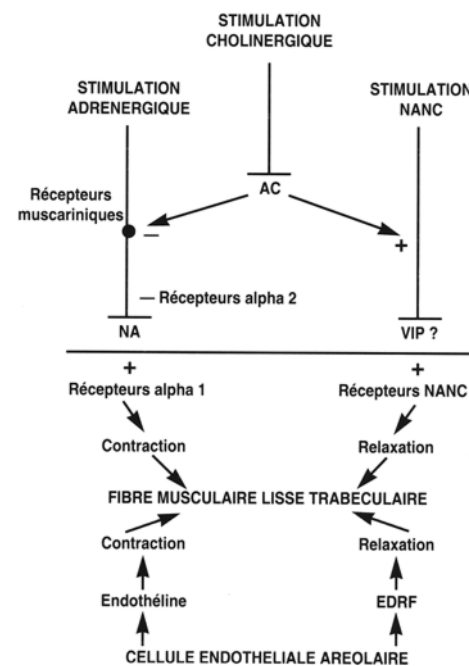 STIMULATION
CHOLINERGIQUE
STIMULATION
ADRENERGIQUE
STIMULATION
NANC
AC
Récepteurs
muscariniques
—
+
— Récepteurs alpha 2
NA
VIP ?
+
+
Récepteurs alpha 1
Récepteurs NANC
Contraction
Relaxation
FIBRE MUSCULAIRE LISSE TRABECULAIRE
Contraction
Relaxation
Endothéline
EDRF
CELLULE ENDOTHELIALE AREOLAIRE